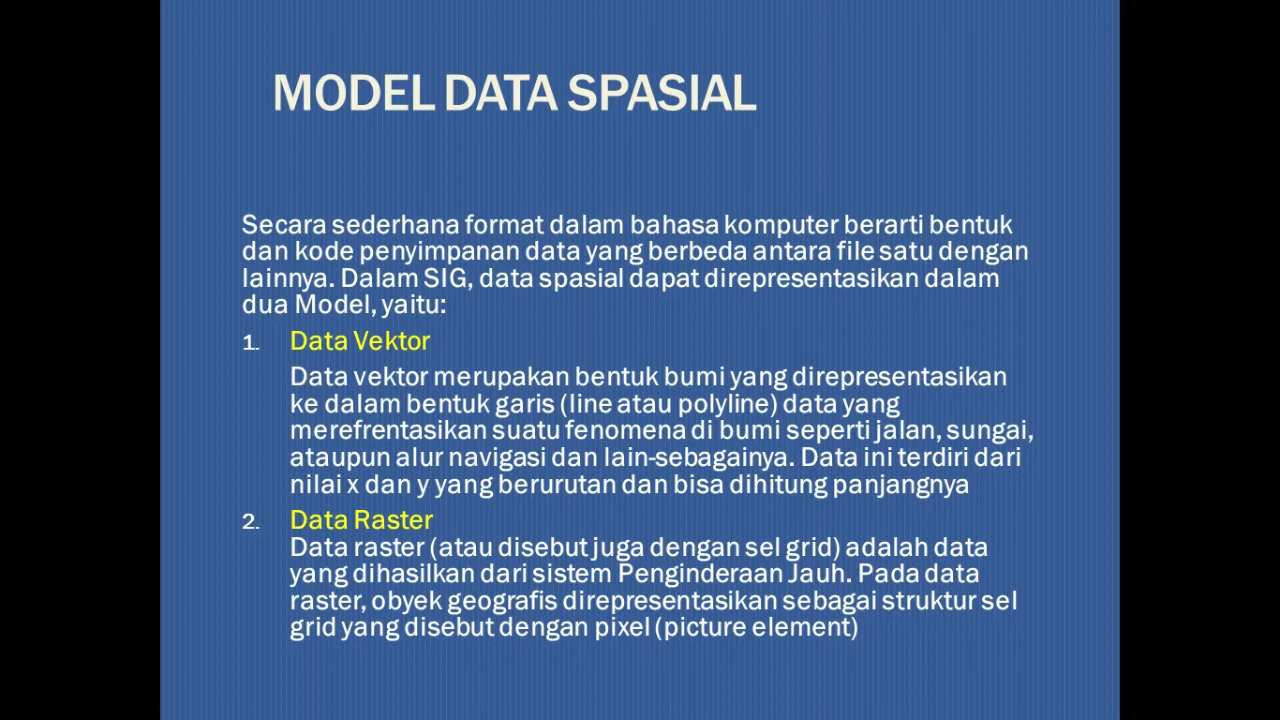 MODEL DATA SPASIAL
Secara sederhana format dalam bahasa komputer berarti bentuk
dan kode penyimpanan data yang berbeda antara file satu dengan
lainnya. Dalam SIG, data spasial dapat direpresentasikan dalam
dua Model, yaitu:
1. Data Vektor
Data vektor merupakan bentuk bumi yang direpresentasikan
ke dalam bentuk garis (line atau polyline) data yang
merefrentasikan suatu fenomena di bumi seperti jalan, sungai,
ataupun alur navigasi dan lain-sebagainya. Data ini terdiri dari
nilai x dan y yang berurutan dan bisa dihitung panjangnya
2. Data Raster
Data raster (atau disebut juga dengan sel grid) adalah data
yang dihasilkan dari sistem Penginderaan Jauh. Pada data
raster, obyek geografis direpresentasikan sebagai struktur sel
grid yang disebut dengan pixel (picture element)